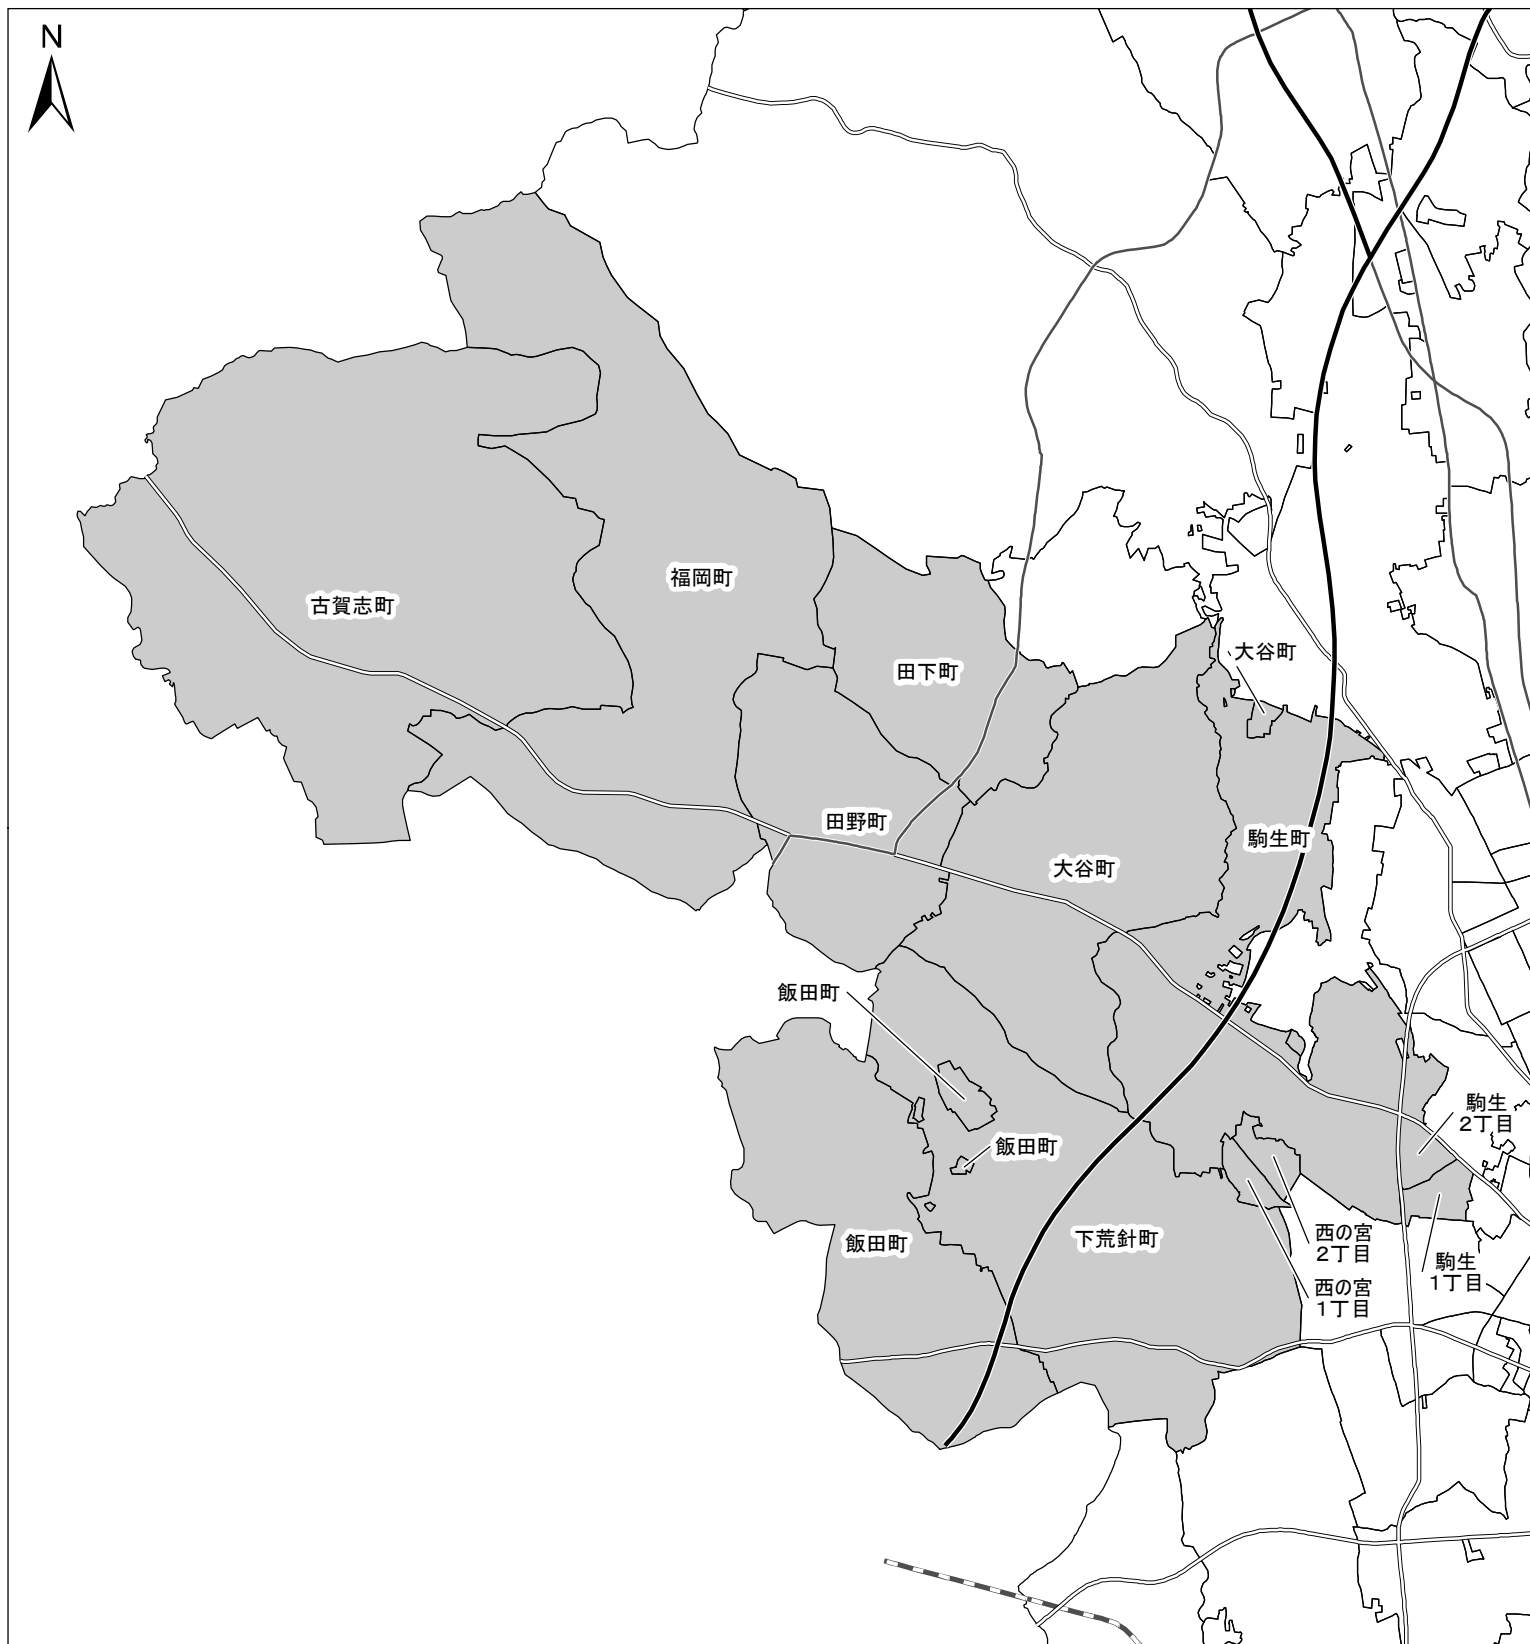 N
福岡町
古賀志町
大谷町
田下町
田野町
駒生町
大谷町
飯田町
駒生
2丁目
飯田町
下荒針町
飯田町
西の宮
2丁目
駒生
1丁目
西の宮
1丁目